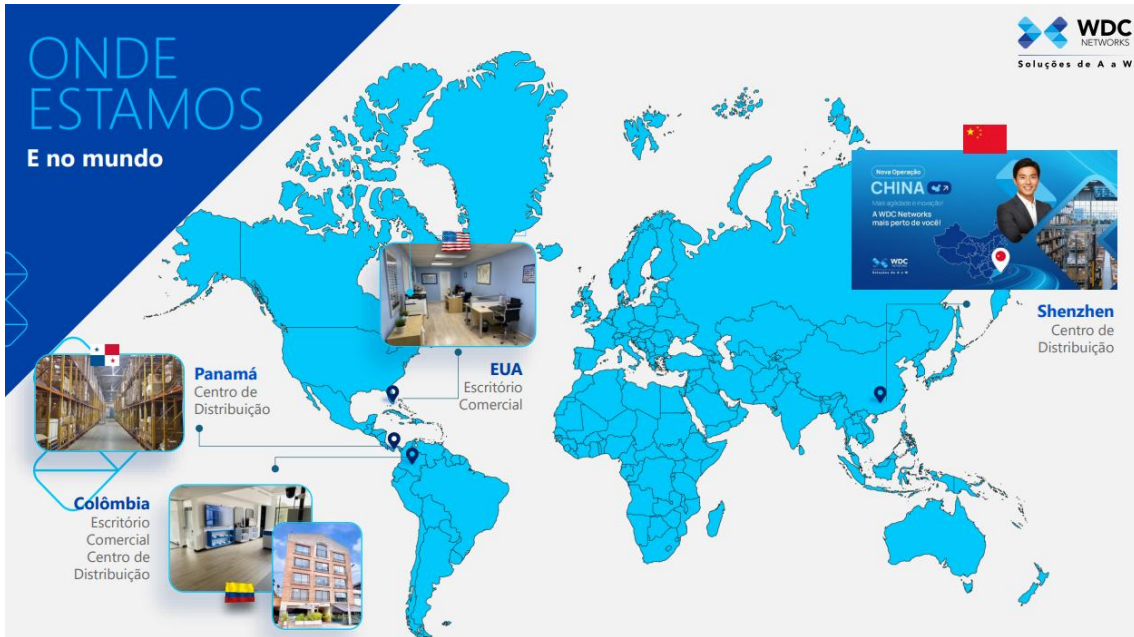 ONDE
ESTAMOS
E no mundo
WDC
NETWORKS
Soluções de A a W
Nova Operação
CHINA
Mais agilidade e inovação!
A WDC Networks
mais perto de você!
WDC
Soluções de A a W
Shenzhen
Centro de
Distribuição
EUA
Escritório
Comercial
Panamá
Centro de
Distribuição
Colômbia
Escritório
Comercial
Centro de
Distribuição